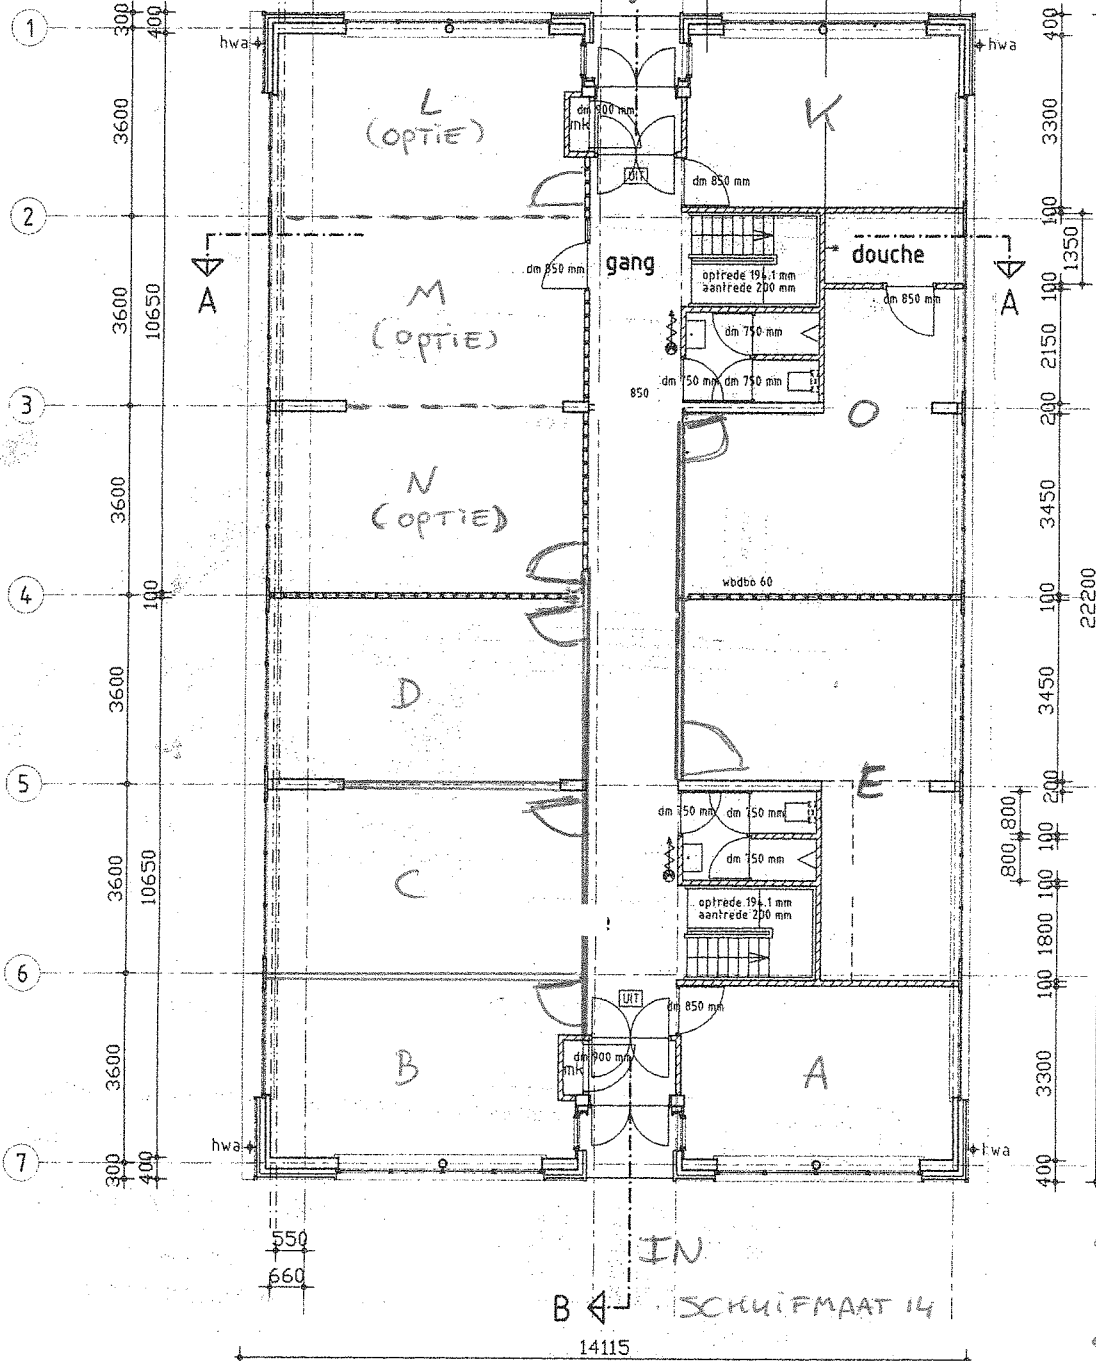 1
300
400
hwa
hwa
400
3600
L
(OPTIE)
dm 900 mm
mk
K
3300
UIT
dm 850 mm
2
100
A
gang
dm 850 mm
optrede 194.1 mm
aantrede 200 mm
douche
A
1350
3600
10650
M
(OPTIE)
dm 850 mm
100
dm 750 mm
2150
dm 750 mm
dm 750 mm
850
3
200
O
N
(OPTIE)
3600
3450
wbdbo 60
4
100
100
22200
D
3600
3450
5
E
200
dm 750 mm
dm 750 mm
800
100
dm 750 mm
800
3600
10650
C
optrede 194.1 mm
aantrede 200 mm
100
1800
!
6
100
UIT
dm 850 mm
3600
B
dm 900 mm
mk
A
3300
hwa
hwa
7
300
400
400
550
660
IN
B
SCHUIFMAAT 14
14115